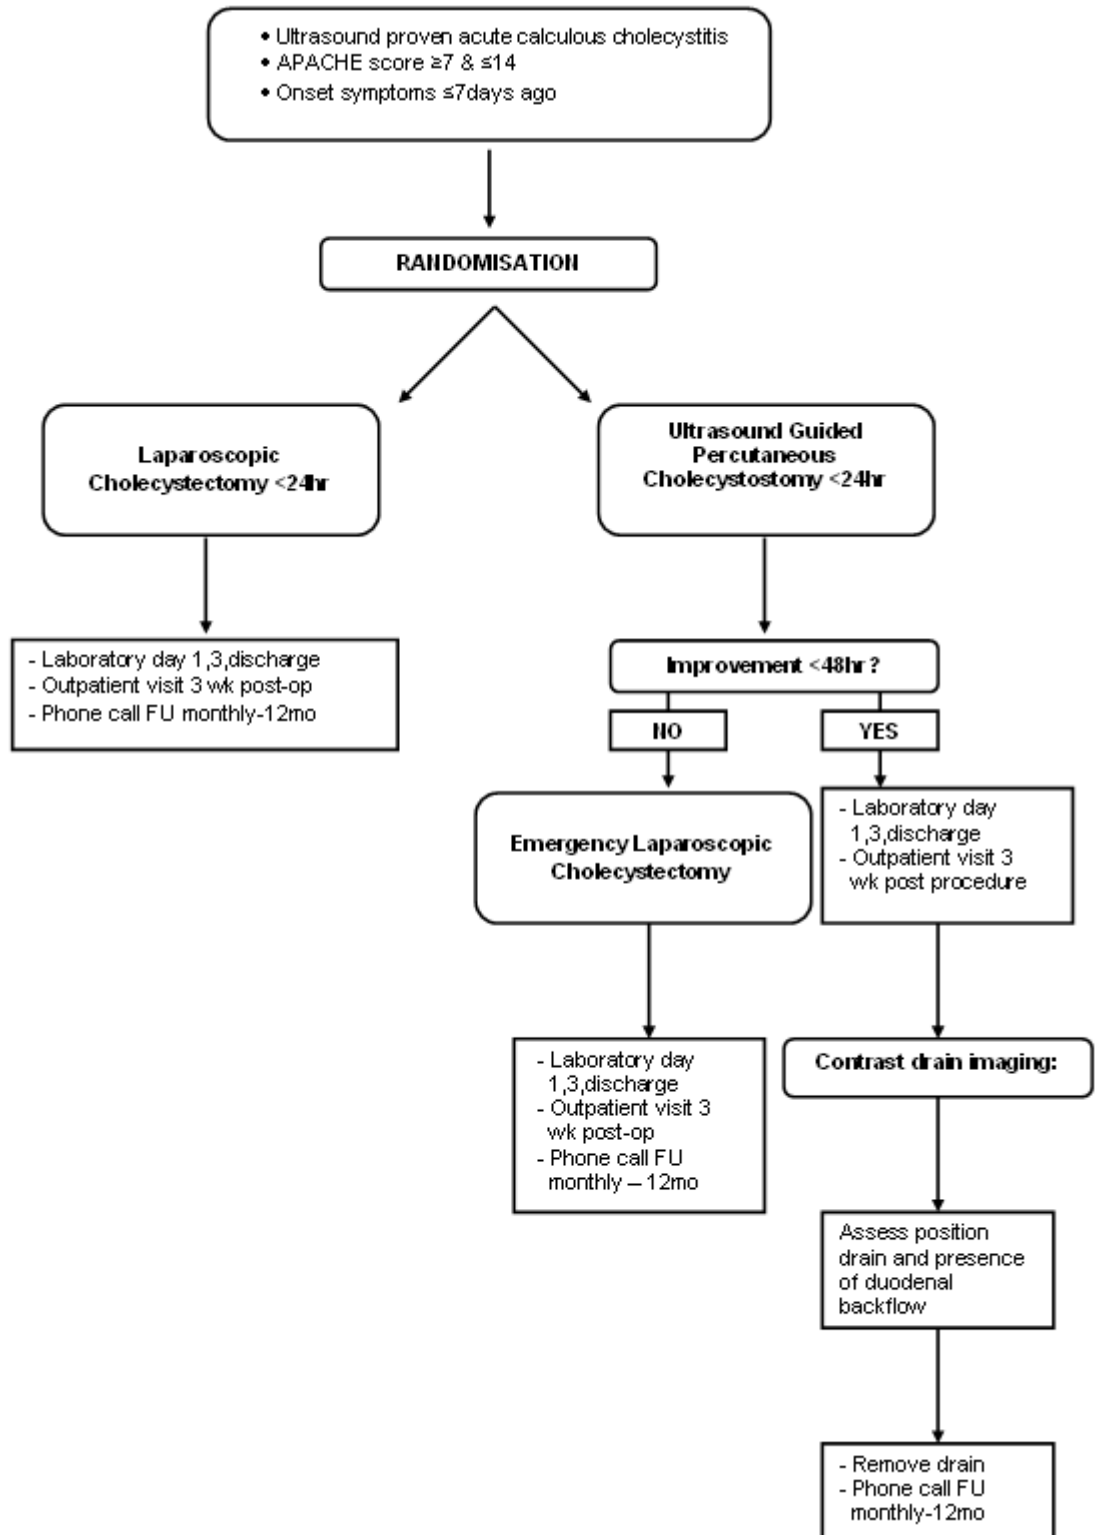 • Ultrasound proven acute calculous cholecystitis
• APACHE score ≥7 & ≤14
• Onset symptoms ≤7days ago
RANDOMISATION
Laparoscopic
Cholecystectomy <24hr
Ultrasound Guided
Percutaneous
Cholecystostomy <24hr
- Laboratory day 1,3,discharge
- Outpatient visit 3 wk post-op
- Phone call FU monthly-12mo
Improvement <48hr ?
NO
YES
Emergency Laparoscopic
Cholecystectomy
- Laboratory day
1,3,discharge
- Outpatient visit 3
wk post procedure
- Laboratory day
1,3,discharge
- Outpatient visit 3
wk post-op
- Phone call FU
monthly – 12mo
Contrast drain imaging:
Assess position
drain and presence
of duodenal
backflow
- Remove drain
- Phone call FU
monthly-12mo